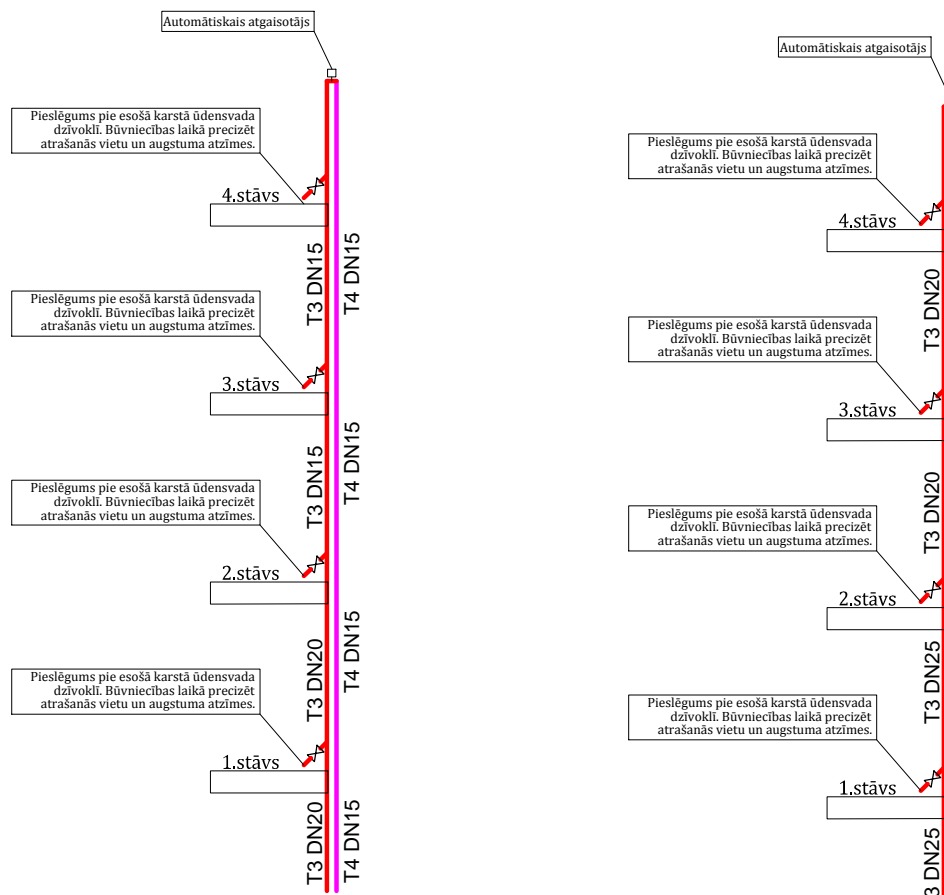 Automātiskais atgaisotājs
Pieslēgums pie esošā karstā ūdensvada
dzīvoklī. Būvniecības laikā precizēt
atrašanās vietu un augstuma atzīmes.
4.stāvs
T3 DN15
T4 DN15
Pieslēgums pie esošā karstā ūdensvada
dzīvoklī. Būvniecības laikā precizēt
atrašanās vietu un augstuma atzīmes.
3.stāvs
T3 DN15
T4 DN15
Pieslēgums pie esošā karstā ūdensvada
dzīvoklī. Būvniecības laikā precizēt
atrašanās vietu un augstuma atzīmes.
2.stāvs
T3 DN20
T4 DN15
Pieslēgums pie esošā karstā ūdensvada
dzīvoklī. Būvniecības laikā precizēt
atrašanās vietu un augstuma atzīmes.
1.stāvs
T3 DN20
T4 DN15
Automātiskais atgaisotājs
Pieslēgums pie esošā karstā ūdensvada
dzīvoklī. Būvniecības laikā precizēt
atrašanās vietu un augstuma atzīmes.
4.stāvs
T3 DN20
Pieslēgums pie esošā karstā ūdensvada
dzīvoklī. Būvniecības laikā precizēt
atrašanās vietu un augstuma atzīmes.
3.stāvs
T3 DN20
Pieslēgums pie esošā karstā ūdensvada
dzīvoklī. Būvniecības laikā precizēt
atrašanās vietu un augstuma atzīmes.
2.stāvs
T3 DN25
Pieslēgums pie esošā karstā ūdensvada
dzīvoklī. Būvniecības laikā precizēt
atrašanās vietu un augstuma atzīmes.
1.stāvs
3 DN25